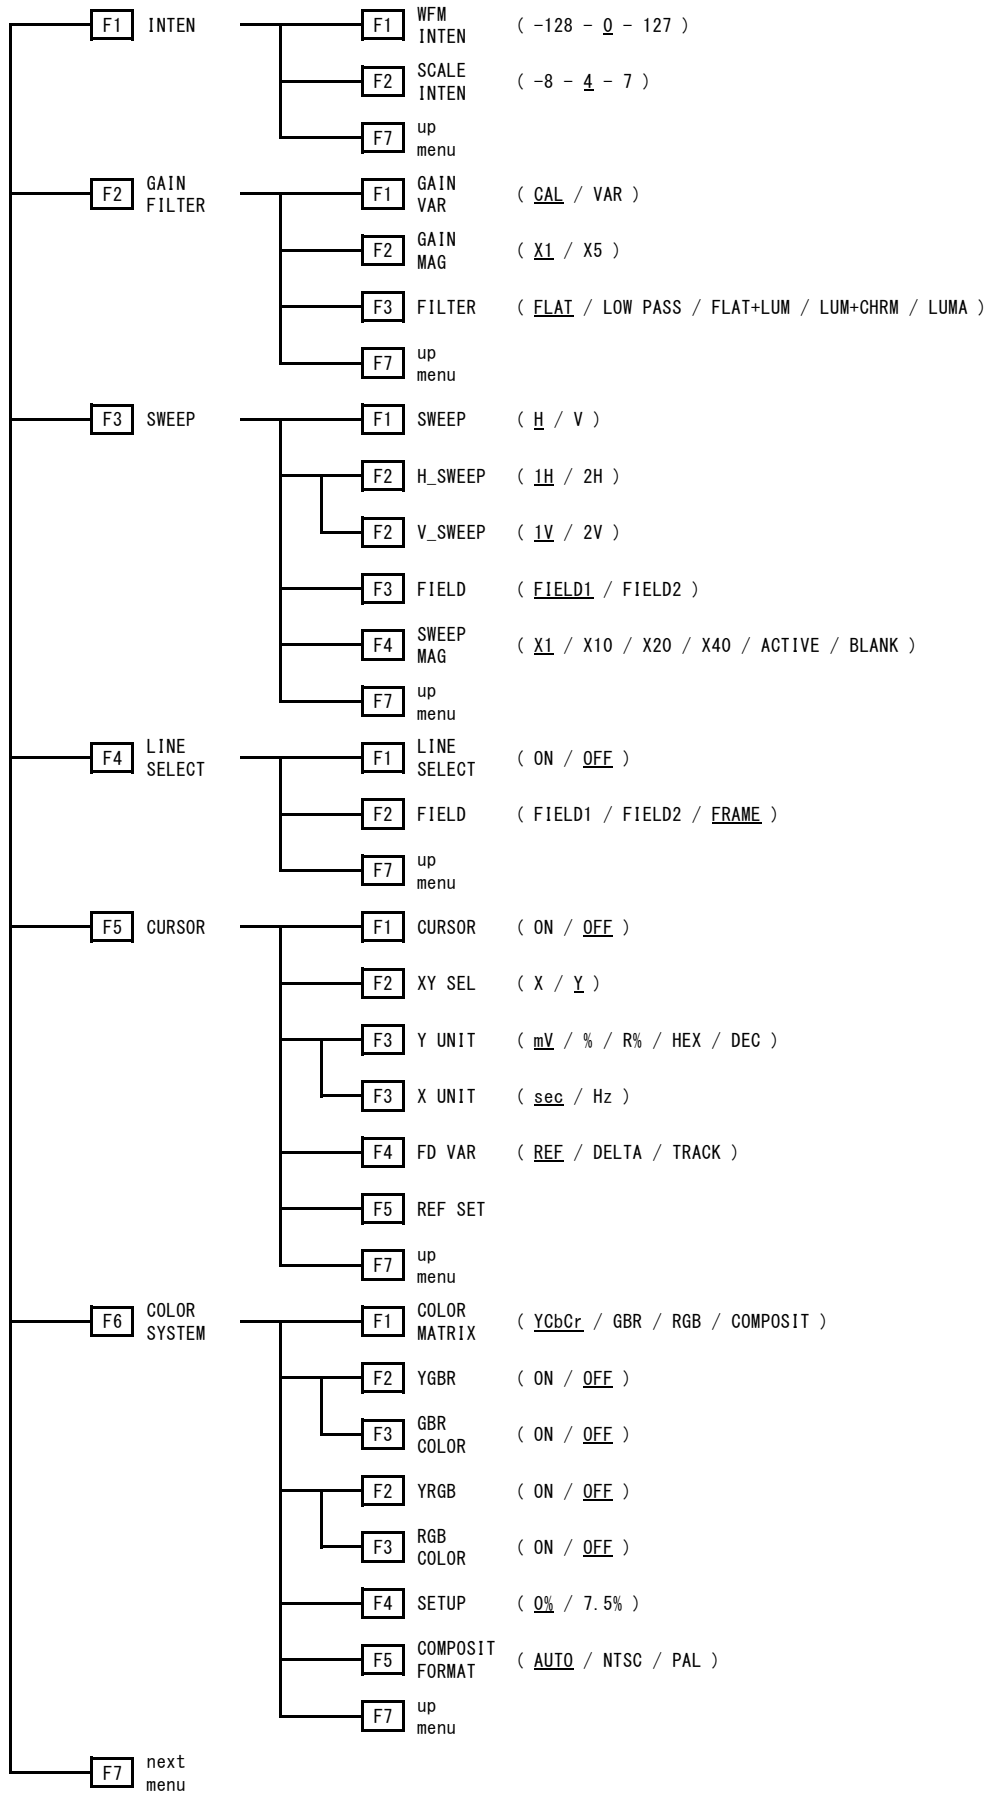 F1 INTEN F1 WFM INTEN ( -128 - 0 - 127 )
F2 SCALE INTEN ( -8 - 4 - 7 )
F7 up menu
F2 GAIN FILTER F1 GAIN VAR ( CAL / VAR )
F2 GAIN MAG ( X1 / X5 )
F3 FILTER ( FLAT / LOW PASS / FLAT+LUM / LUM+CHRM / LUMA )
F7 up menu
F3 SWEEP F1 SWEEP ( H / V )
F2 H_SWEEP ( 1H / 2H )
F2 V_SWEEP ( 1V / 2V )
F3 FIELD ( FIELD1 / FIELD2 )
F4 SWEEP MAG ( X1 / X10 / X20 / X40 / ACTIVE / BLANK )
F7 up menu
F4 LINE SELECT F1 LINE SELECT ( ON / OFF )
F2 FIELD ( FIELD1 / FIELD2 / FRAME )
F7 up menu
F5 CURSOR F1 CURSOR ( ON / OFF )
F2 XY SEL ( X / Y )
F3 Y UNIT ( mV / % / R% / HEX / DEC )
F3 X UNIT ( sec / Hz )
F4 FD VAR ( REF / DELTA / TRACK )
F5 REF SET
F7 up menu
F6 COLOR SYSTEM F1 COLOR MATRIX ( YCbCr / GBR / RGB / COMPOSIT )
F2 YGBR ( ON / OFF )
F3 GBR COLOR ( ON / OFF )
F2 YRGB ( ON / OFF )
F3 RGB COLOR ( ON / OFF )
F4 SETUP ( 0% / 7.5% )
F5 COMPOSIT FORMAT ( AUTO / NTSC / PAL )
F7 up menu
F7 next menu